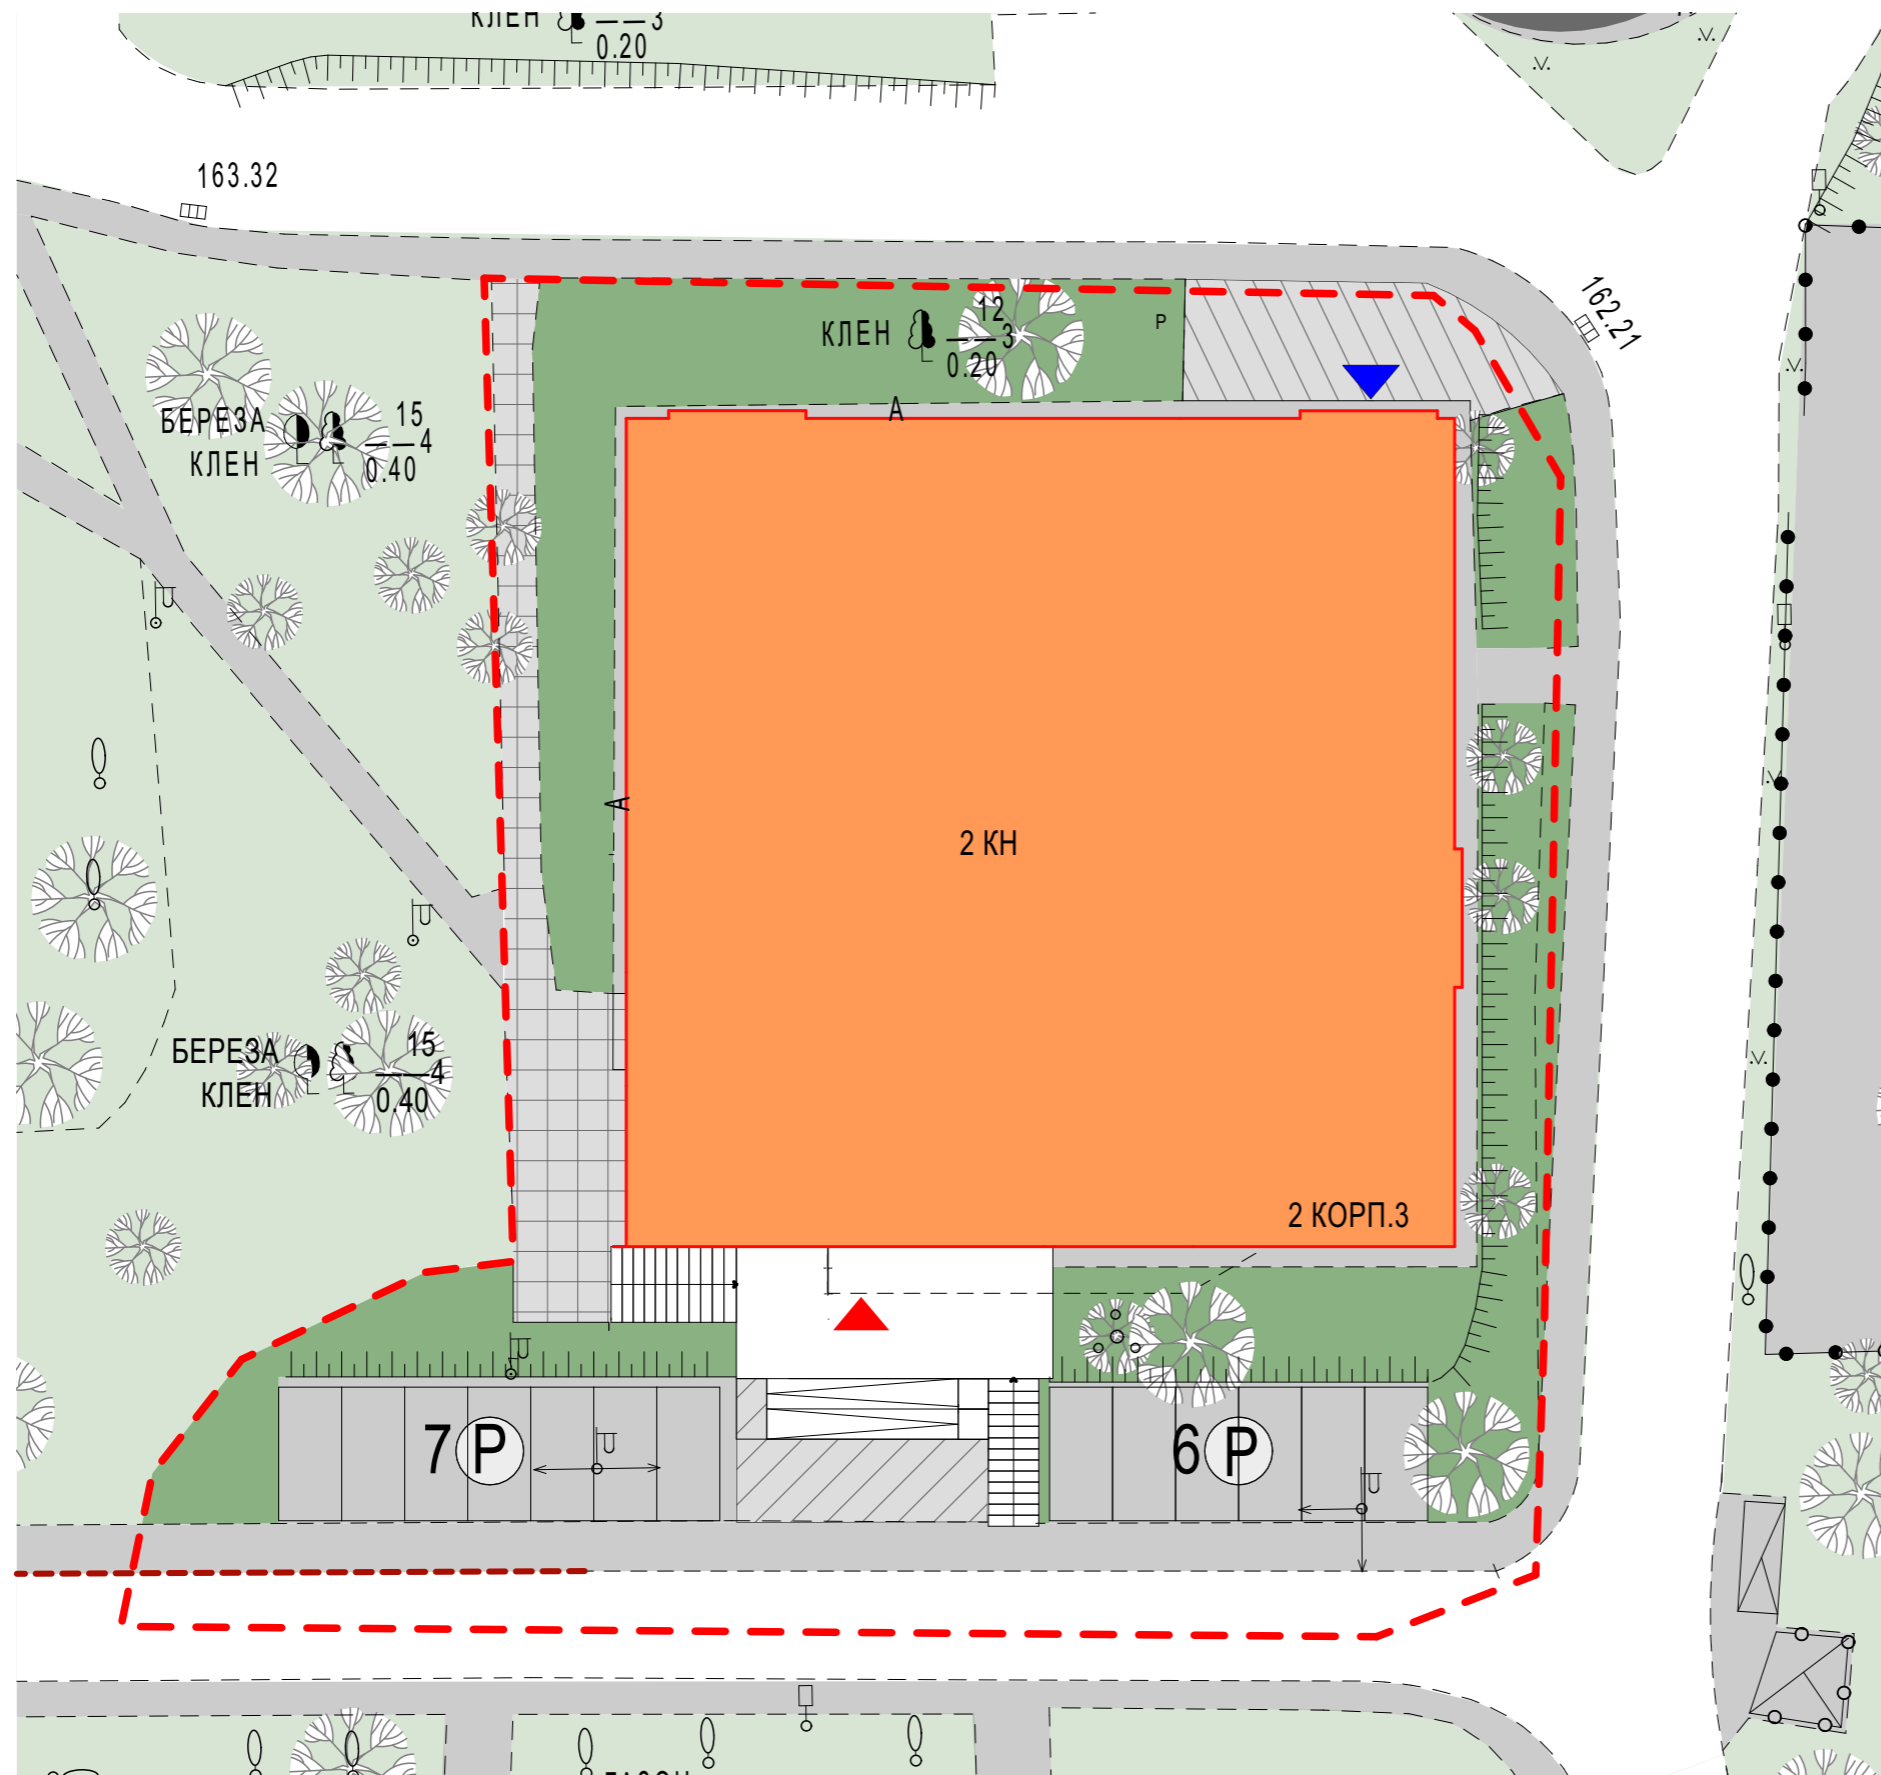 КЛЕН 3
0.20
163.32
162.21
12
КЛЕН 3
0.20
Р
А
БЕРЕЗА 15
4
КЛЕН 0.40
А
2 КН
БЕРЕЗА 15
4
КЛЕН 0.40
2 КОРП.3
7 Р
6 Р